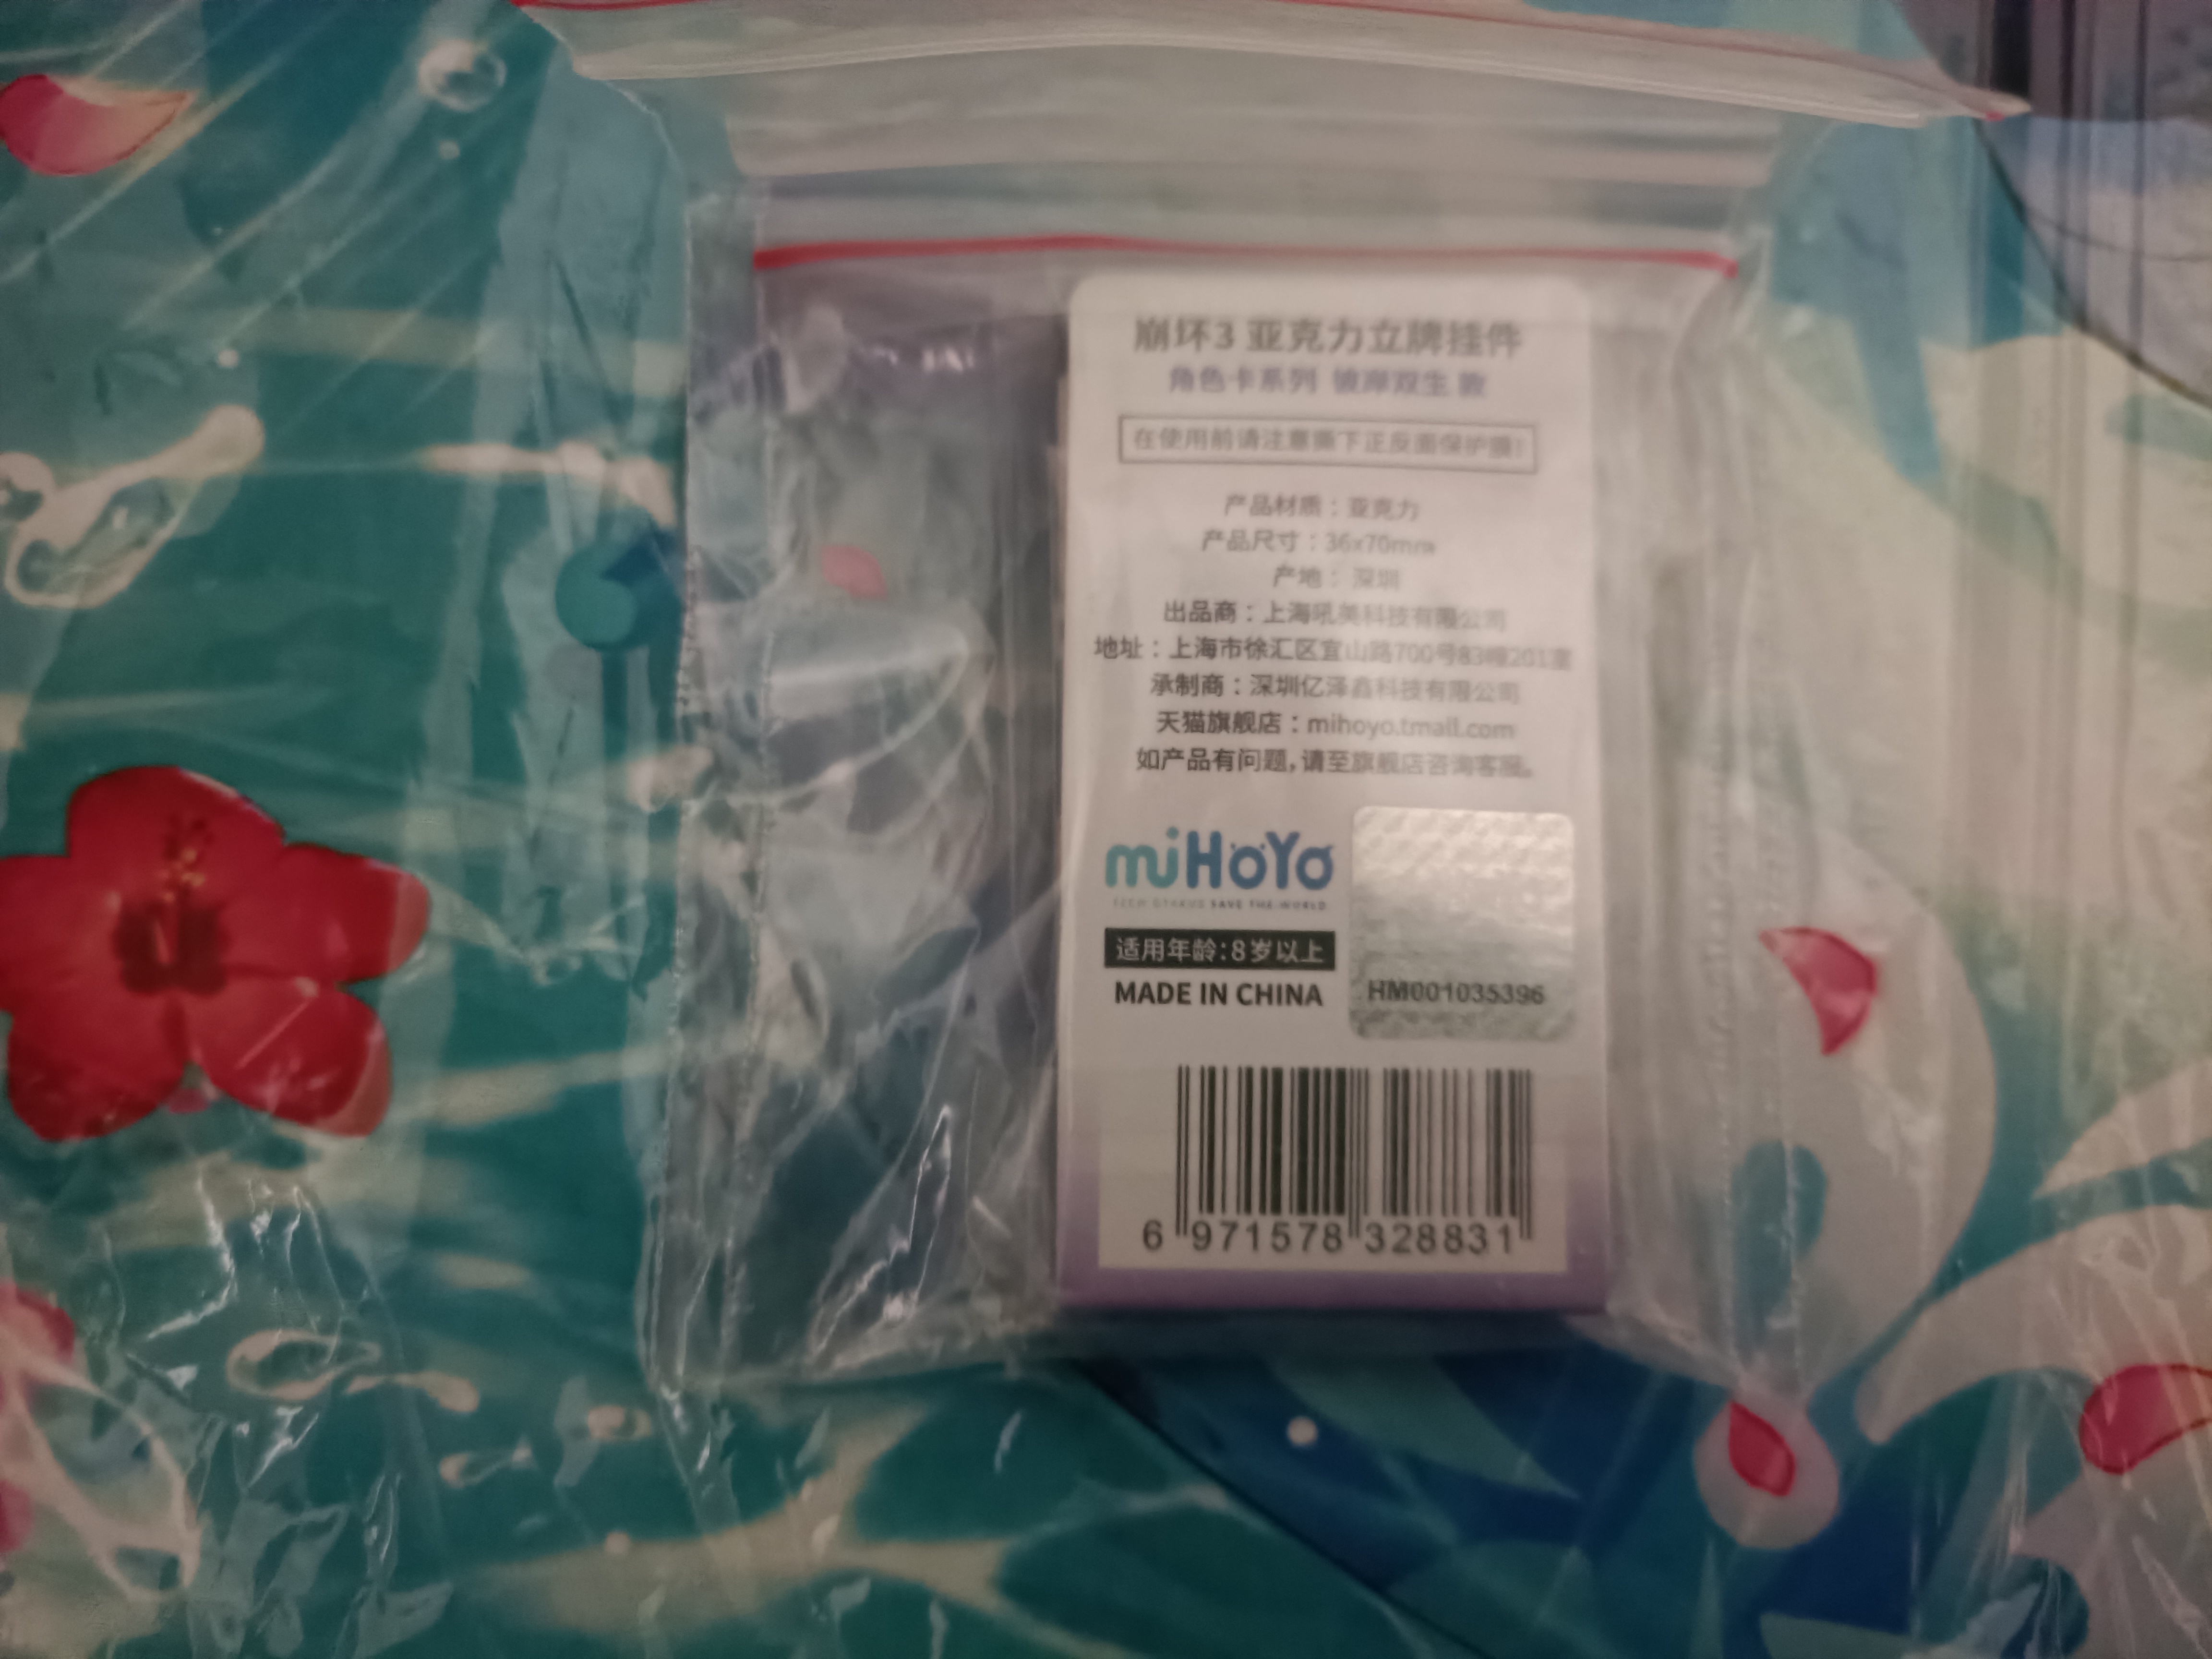 崩坏3 亚克力立牌挂件
角色卡系列 彼岸双生 款
在使用前请注意撕下正反面保护膜!
产品材质：亚克力
产品尺寸：36x70mm
产地： 深圳
出品商：上海吼美科技有限公司
地址：上海市徐汇区宜山路700号83幢201室
承制商：深圳亿泽鑫科技有限公司
天猫旗舰店：mihoyo.tmall.com
如产品有问题，请至旗舰店咨询客服。
miHoYo
TECH OTAKUS SAVE THE WORLD
适用年龄:8岁以上
MADE IN CHINA
HM001035396
6 971578 328831